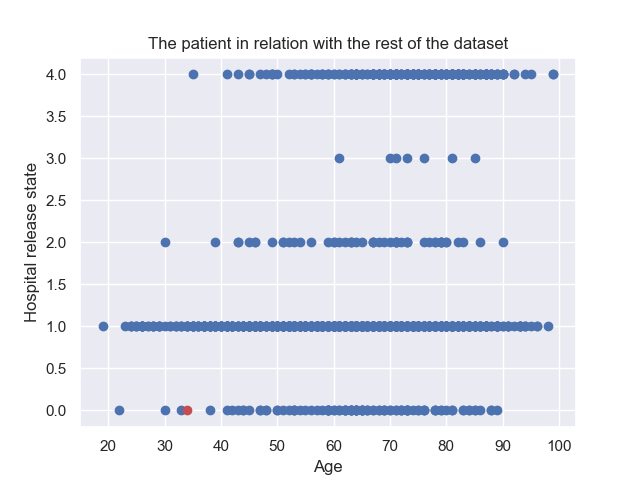 The patient in relation with the rest of the dataset
Hospital release state
4.0
3.5
3.0
2.5
2.0
1.5
1.0
0.5
0.0
20 30 40 50 60 70 80 90 100
Age